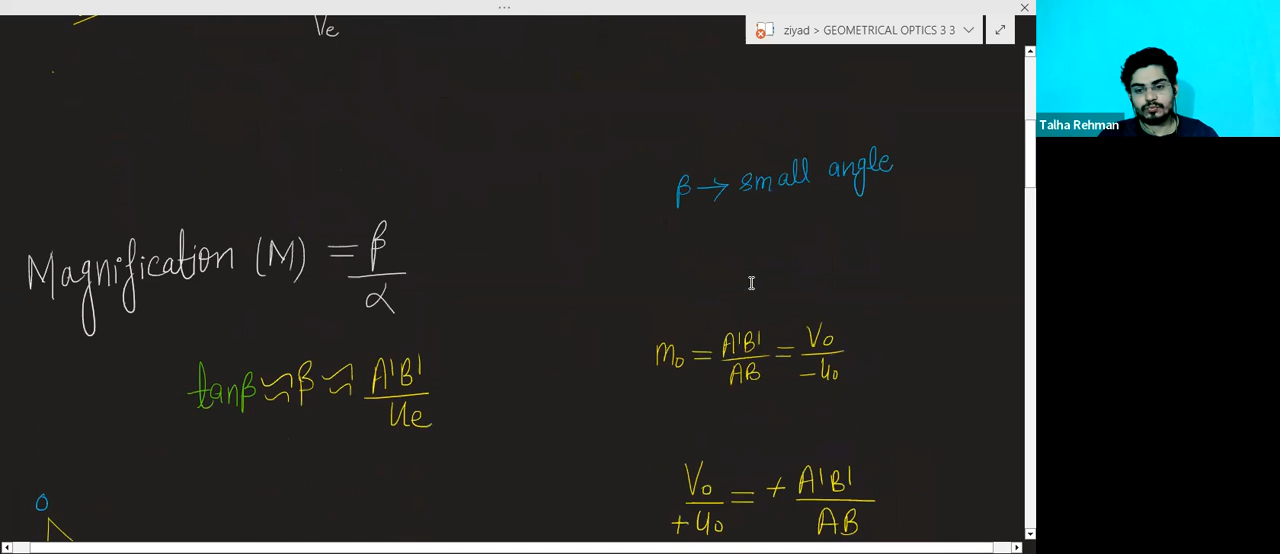 Ve
ziyad > GEOMETRICAL OPTICS 3 3
Talha Rehman
β → small angle
Magnification (M) = β/α
m₀ = A'B'/AB = V₀/-u₀
tanβ ≈ β ≈ A'B'/Ue
O
V₀/+u₀ = + A'B'/AB